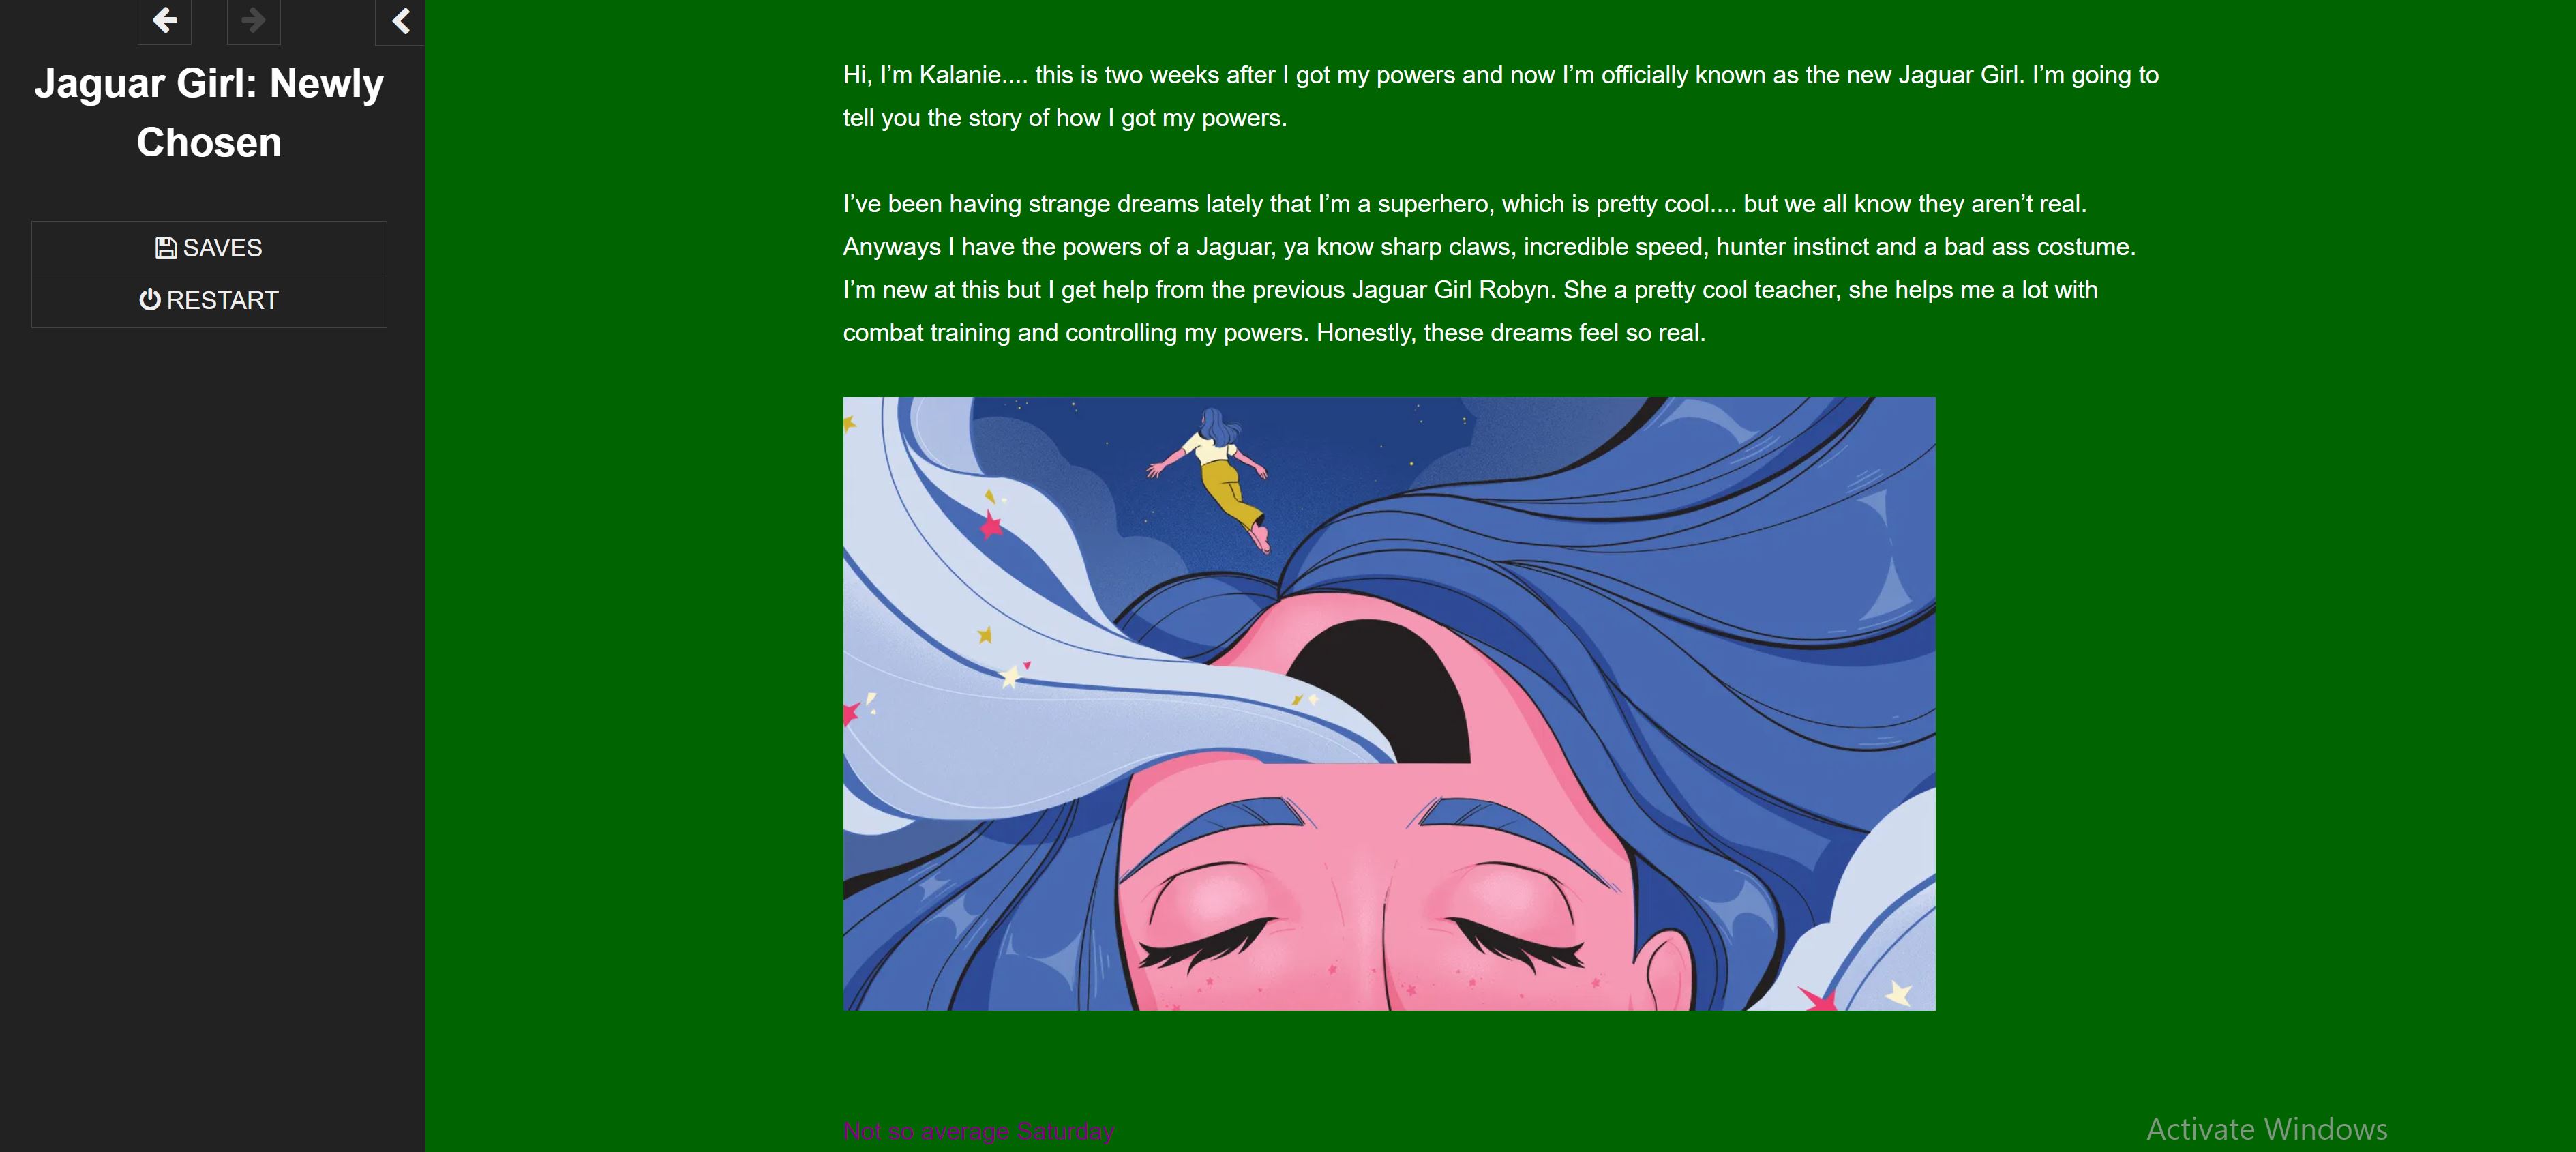 Jaguar Girl: Newly
Chosen
SAVES
RESTART
Hi, I’m Kalanie.... this is two weeks after I got my powers and now I’m officially known as the new Jaguar Girl. I’m going to
tell you the story of how I got my powers.
I’ve been having strange dreams lately that I’m a superhero, which is pretty cool.... but we all know they aren’t real.
Anyways I have the powers of a Jaguar, ya know sharp claws, incredible speed, hunter instinct and a bad ass costume.
I’m new at this but I get help from the previous Jaguar Girl Robyn. She a pretty cool teacher, she helps me a lot with
combat training and controlling my powers. Honestly, these dreams feel so real.
Not so average Saturday
Activate Windows